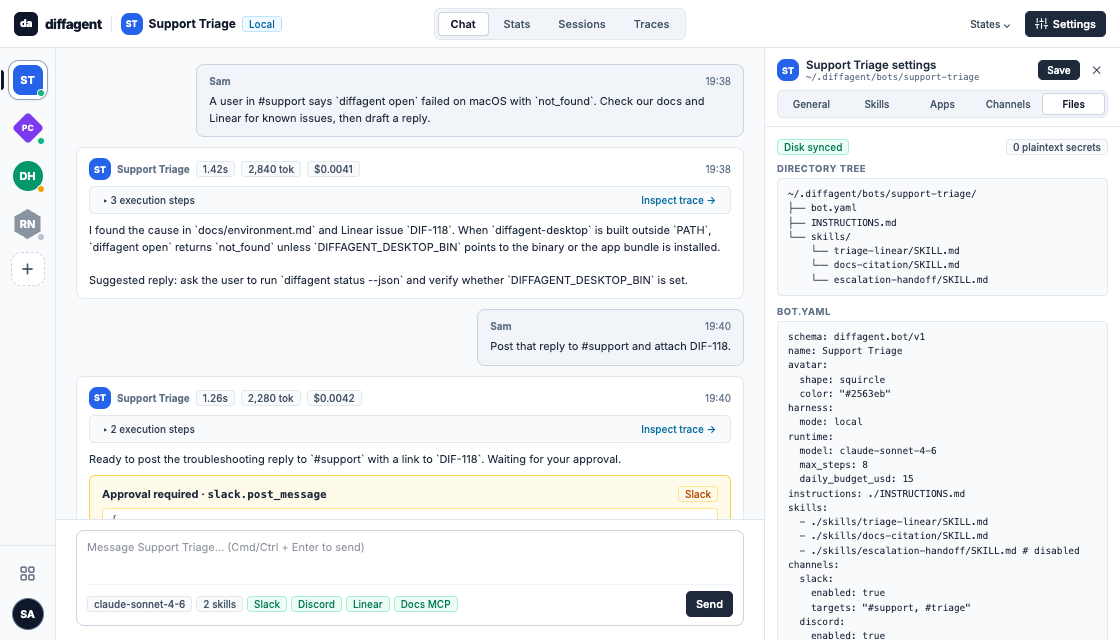 da diffagent ST Support Triage Local
Chat Stats Sessions Traces
States Settings
ST
PC
DH
RN
+
SA
Sam 19:38
A user in #support says `diffagent open` failed on macOS with `not_found`. Check our docs and
Linear for known issues, then draft a reply.
ST Support Triage 1.42s 2,840 tok $0.0041 19:38
▸ 3 execution steps Inspect trace →
I found the cause in `docs/environment.md` and Linear issue `DIF-118`. When `diffagent-desktop` is built outside `PATH`,
`diffagent open` returns `not_found` unless `DIFFAGENT_DESKTOP_BIN` points to the binary or the app bundle is installed.
Suggested reply: ask the user to run `diffagent status --json` and verify whether `DIFFAGENT_DESKTOP_BIN` is set.
Sam 19:40
Post that reply to #support and attach DIF-118.
ST Support Triage 1.26s 2,280 tok $0.0042 19:40
▸ 2 execution steps Inspect trace →
Ready to post the troubleshooting reply to `#support` with a link to `DIF-118`. Waiting for your approval.
Approval required · slack.post_message Slack
{
Message Support Triage... (Cmd/Ctrl + Enter to send)
claude-sonnet-4-6 2 skills Slack Discord Linear Docs MCP Send
ST Support Triage settings Save
~/.diffagent/bots/support-triage
General Skills Apps Channels Files
Disk synced 0 plaintext secrets
DIRECTORY TREE
~/.diffagent/bots/support-triage/
├── bot.yaml
├── INSTRUCTIONS.md
└── skills/
    └── triage-linear/SKILL.md
    └── docs-citation/SKILL.md
    └── escalation-handoff/SKILL.md
BOT.YAML
schema: diffagent.bot/v1
name: Support Triage
avatar:
  shape: squircle
  color: "#2563eb"
harness:
  mode: local
runtime:
  model: claude-sonnet-4-6
  max_steps: 8
  daily_budget_usd: 15
instructions: ./INSTRUCTIONS.md
skills:
  - ./skills/triage-linear/SKILL.md
  - ./skills/docs-citation/SKILL.md
  - ./skills/escalation-handoff/SKILL.md # disabled
channels:
  slack:
    enabled: true
    targets: "#support, #triage"
  discord:
    enabled: true